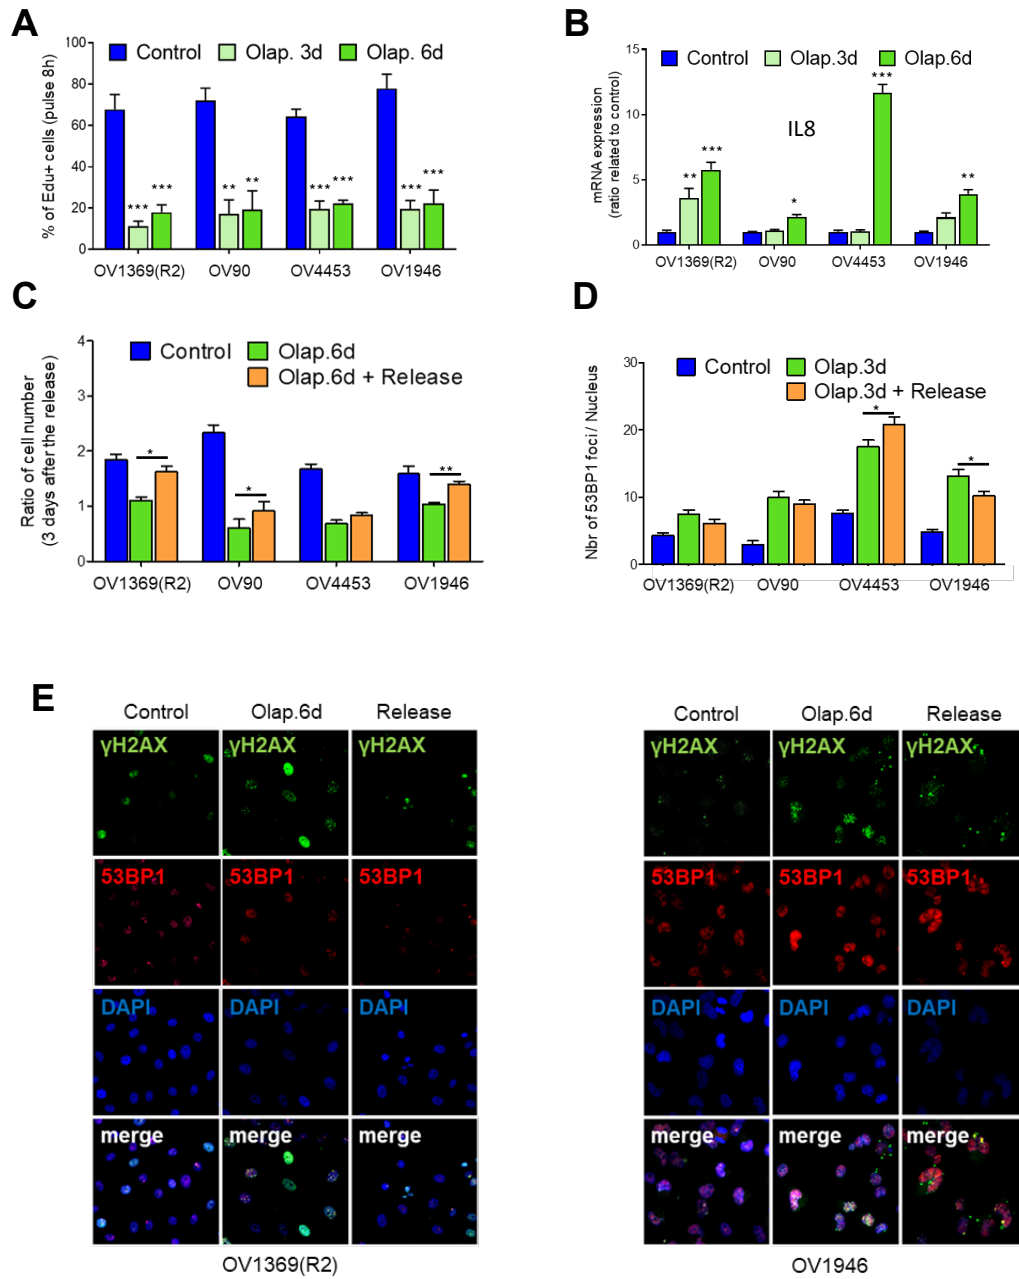 A
% of Edu+ cells (pulse 8h)
100
80
60
40
20
0
Control Olap. 3d Olap. 6d
*** *** ** ** *** *** *** ***
OV1369(R2) OV90 OV4453 OV1946
B
mRNA expression
(ratio related to control)
15
10
5
0
Control Olap.3d Olap.6d
IL8
** *** * *** **
OV1369(R2) OV90 OV4453 OV1946
C
Ratio of cell number
(3 days after the release)
4
3
2
1
0
Control Olap.6d
Olap.6d + Release
* * **
OV1369(R2) OV90 OV4453 OV1946
D
Nbr of 53BP1 foci / Nucleus
30
20
10
0
Control Olap.3d
Olap.3d + Release
* *
OV1369(R2) OV90 OV4453 OV1946
E
Control Olap.6d Release
γH2AX γH2AX γH2AX
53BP1 53BP1 53BP1
DAPI DAPI DAPI
merge merge merge
OV1369(R2)
Control Olap.6d Release
γH2AX γH2AX γH2AX
53BP1 53BP1 53BP1
DAPI DAPI DAPI
merge merge merge
OV1946